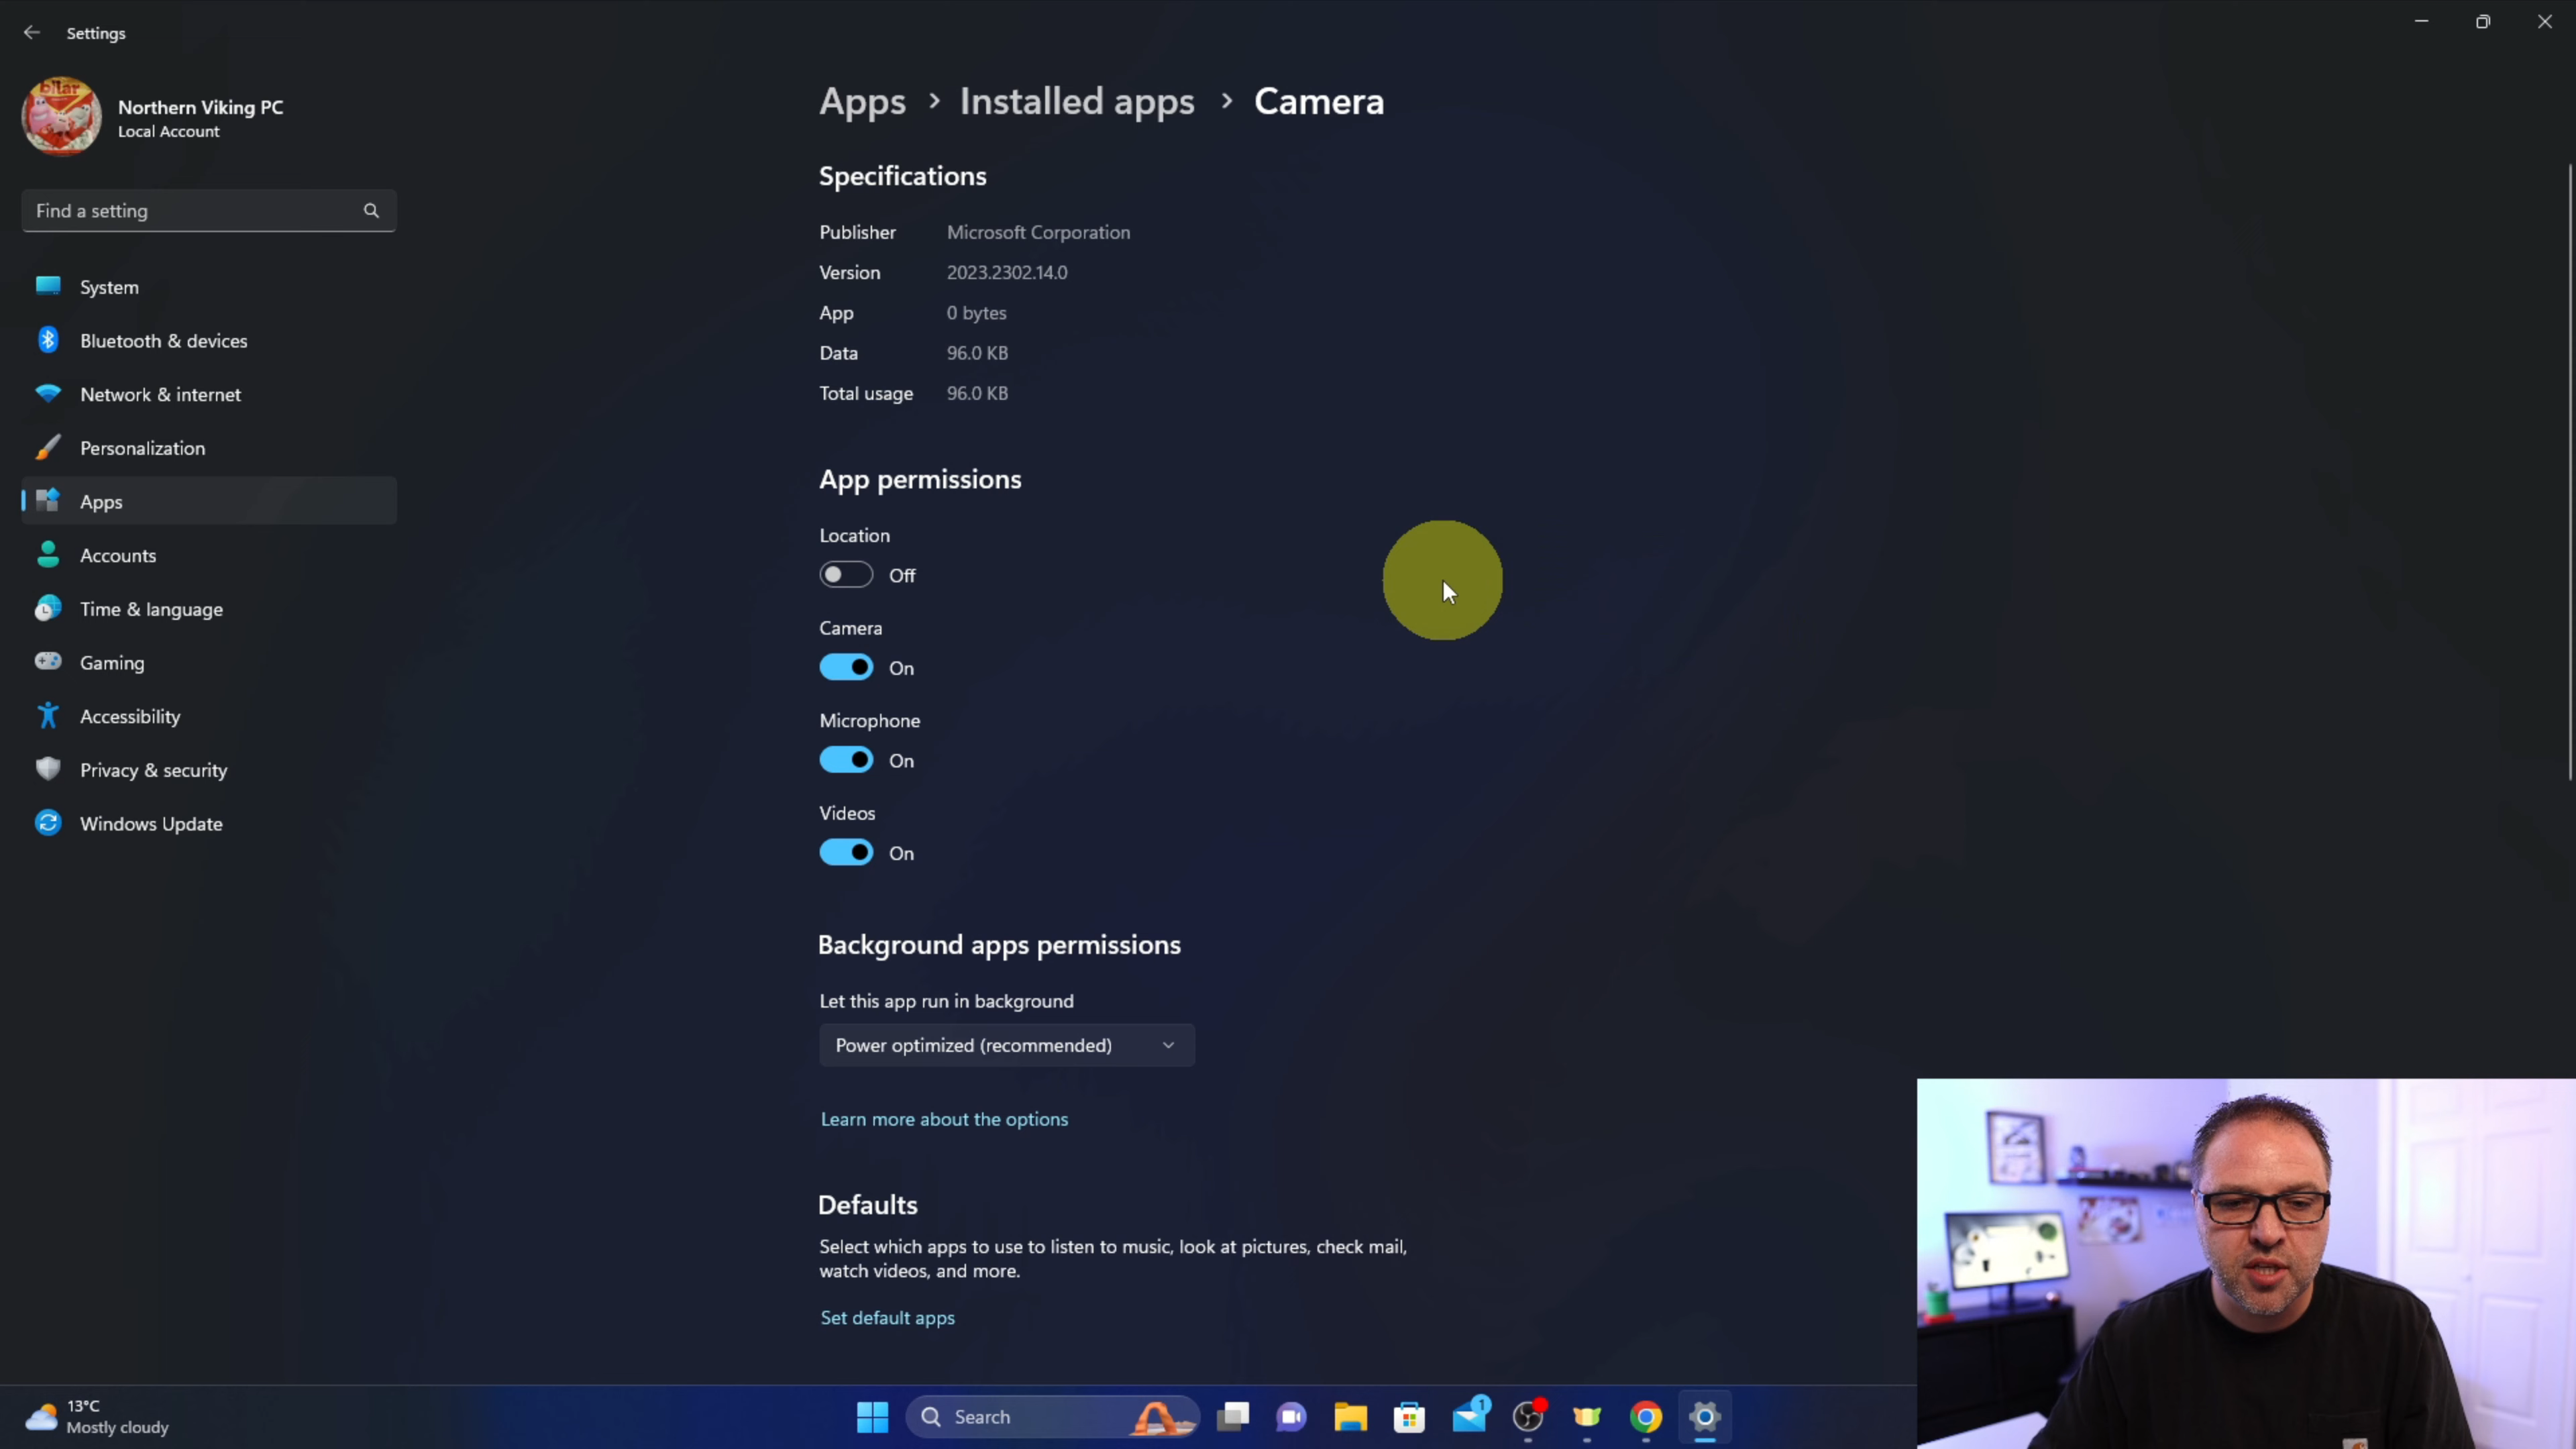 Settings
Northern Viking PC
Local Account
Find a setting
System
Bluetooth & devices
Network & internet
Personalization
Apps
Accounts
Time & language
Gaming
Accessibility
Privacy & security
Windows Update
Apps > Installed apps > Camera
Specifications
Publisher Microsoft Corporation
Version 2023.2302.14.0
App 0 bytes
Data 96.0 KB
Total usage 96.0 KB
App permissions
Location
Off
Camera
On
Microphone
On
Videos
On
Background apps permissions
Let this app run in background
Power optimized (recommended)
Learn more about the options
Defaults
Select which apps to use to listen to music, look at pictures, check mail,
watch videos, and more.
Set default apps
13°C
Mostly cloudy
Search
1